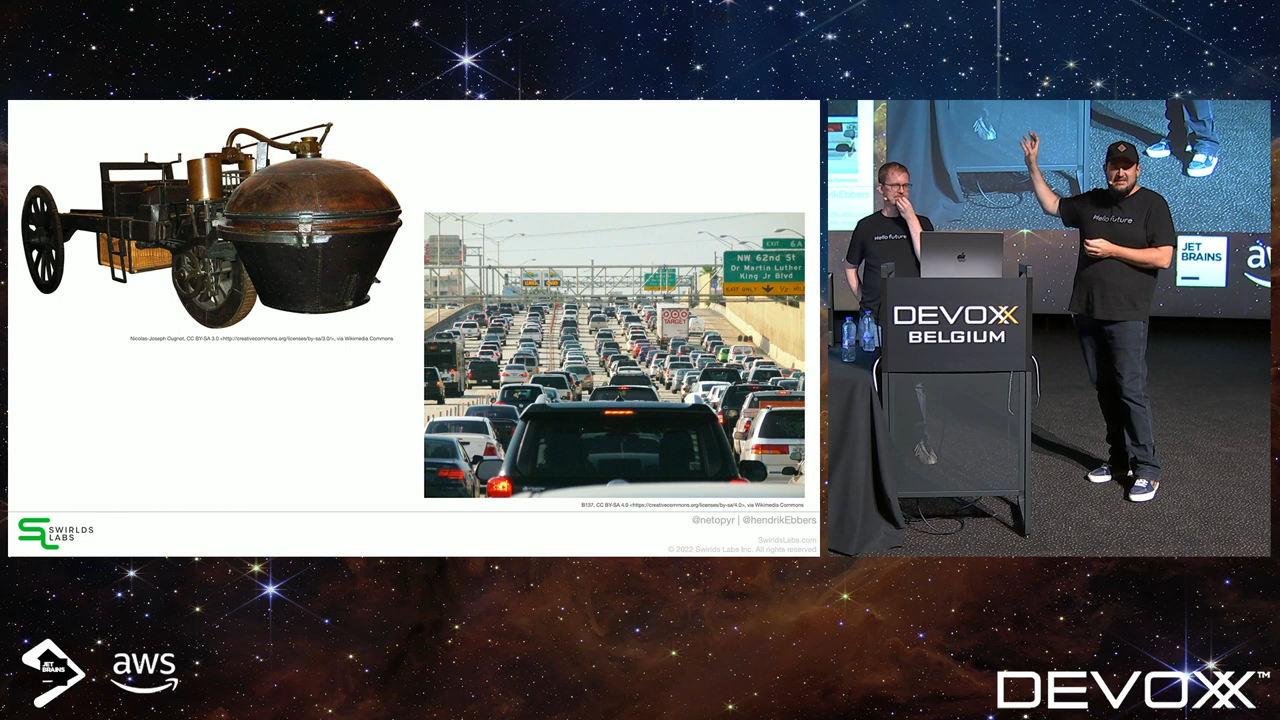 EXIT 6A
NW 62nd St
Dr Martin Luther
King Jr Blvd
EXIT ONLY
1/2
TARGET
Nicolas-Joseph Cugnot, CC BY-SA 3.0 <http://creativecommons.org/licenses/by-sa/3.0/>, via Wikimedia Commons
B137, CC BY-SA 4.0 <https://creativecommons.org/licenses/by-sa/4.0>, via Wikimedia Commons
SWIRLDS
LABS
@netopyr | @hendrikEbbers
SwirldsLabs.com
© 2022 Swirlds Labs Inc. All rights reserved
Hello future
Hello future
JET
BRAINS
DEVOXX
BELGIUM
JET
BRAINS
aws
DEVOXX™